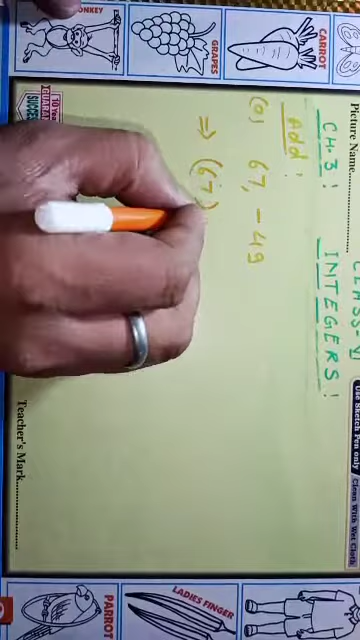 Picture Name
CLASS-VI
CH. 3 : INTEGERS :
Add :
(a) 67, -49
⇒ (67)
MONKEY
GRAPES
CARROT
Use Sketch Pen only
Clean With Wet Cloth
Teacher's Mark
PARROT
LADIES FINGER